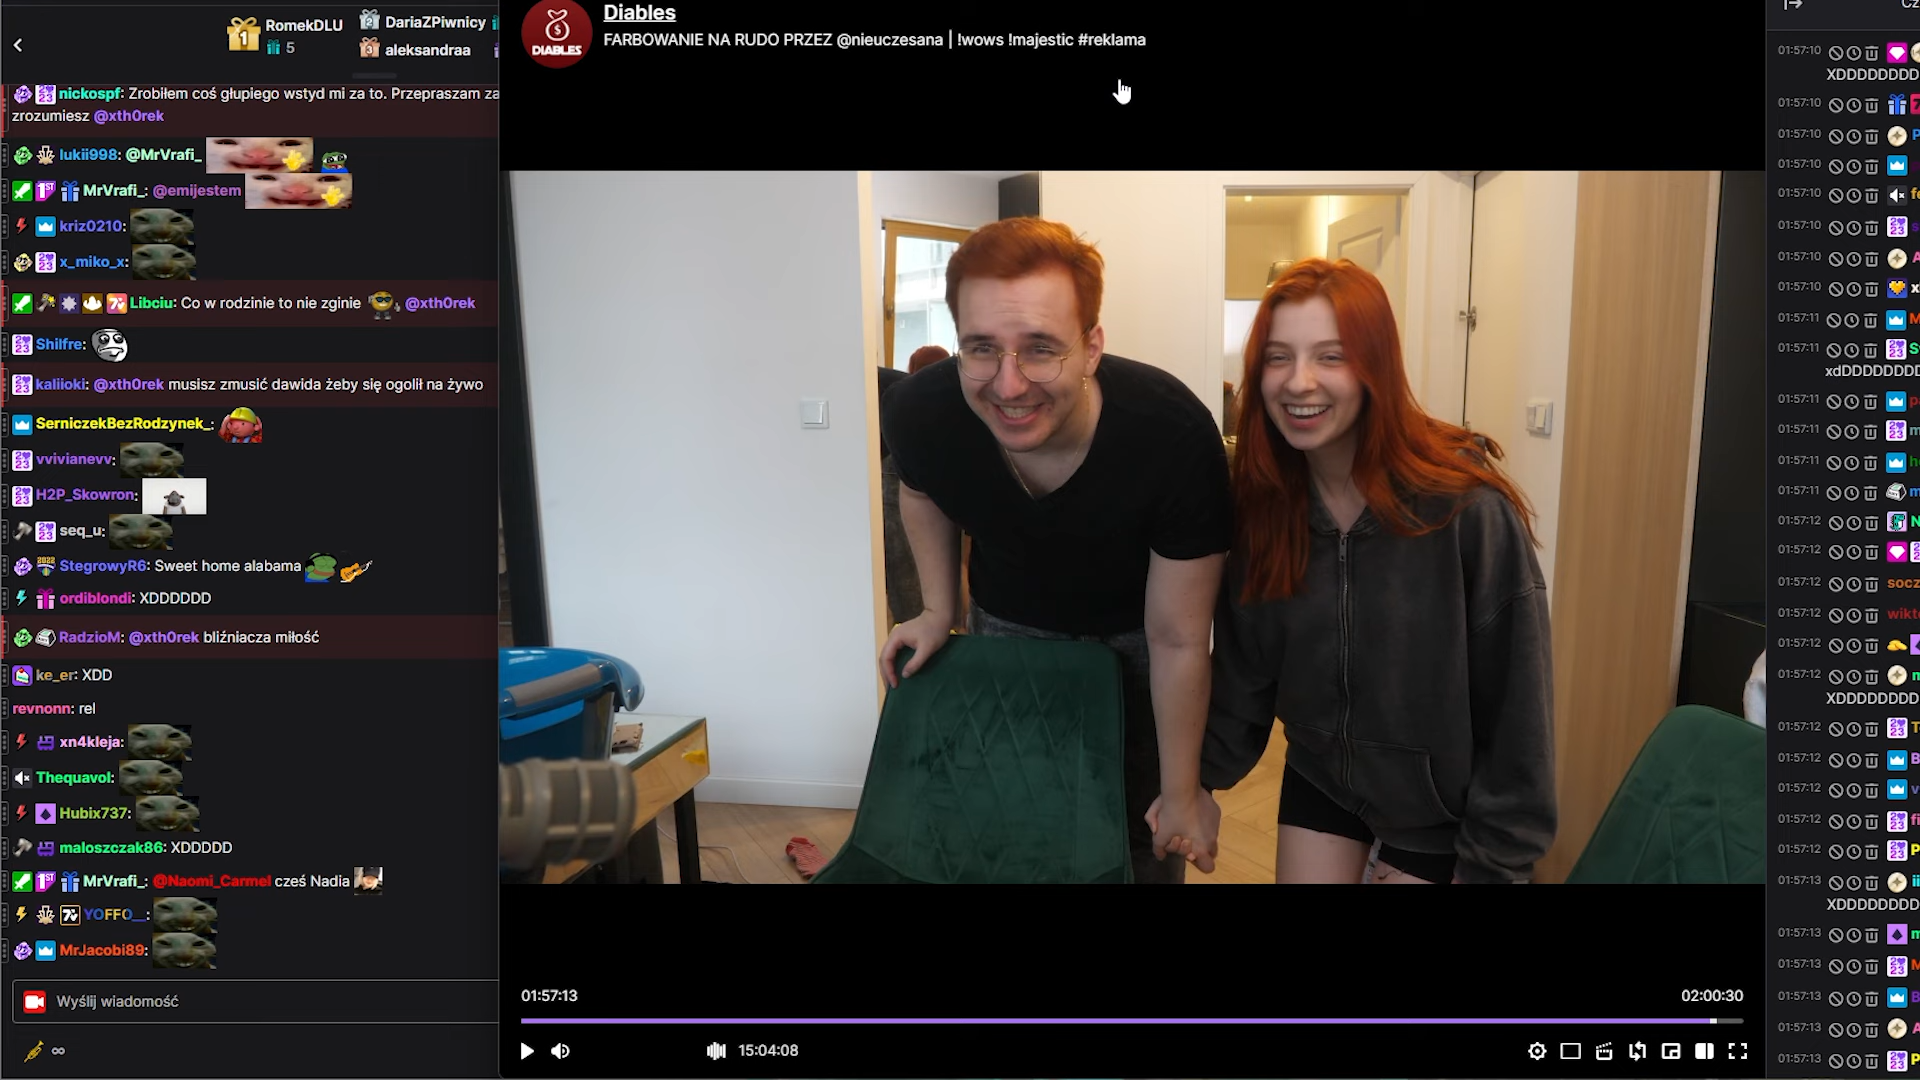 RomekDLU
5
DariaZPiwnicy
aleksandraa
nickospf: Zrobiłem coś głupiego wstyd mi za to. Przepraszam za
zrozumiesz @xth0rek
lukii998: @MrVrafi_
MrVrafi_: @emijestem
kriz0210:
x_miko_x:
Libciu: Co w rodzinie to nie zginie @xth0rek
Shilfre:
kaliioki: @xth0rek musisz zmusić dawida żeby się ogolił na żywo
SerniczekBezRodzynek_:
vvivianevv:
H2P_Skowron:
seq_u:
StegrowyR6: Sweet home alabama
ordiblondi: XDDDDDD
RadzioM: @xth0rek bliźniacza miłość
ke_er: XDD
revnonn: rel
xn4kleja:
Thequavol:
Hubix737:
maloszczak86: XDDDDD
MrVrafi_: @Naomi_Carmel cześ Nadia
YOFFO__:
MrJacobi89:
Wyślij wiadomość
∞
DIABLES
Diables
FARBOWANIE NA RUDO PRZEZ @nieuczesana | !wows !majestic #reklama
01:57:13
02:00:30
15:04:08
01:57:10
XDDDDDDDD
01:57:10
01:57:10
01:57:10
01:57:10
01:57:10
01:57:10
01:57:10
01:57:11
01:57:11
xdDDDDDDD
01:57:11
01:57:11
01:57:11
01:57:11
01:57:12
01:57:12
01:57:12 socz
01:57:12 wikt
01:57:12
01:57:12
XDDDDDDDD
01:57:12
01:57:12
01:57:12
01:57:12
01:57:12
01:57:13
XDDDDDDDD
01:57:13
01:57:13
01:57:13
01:57:13
01:57:13